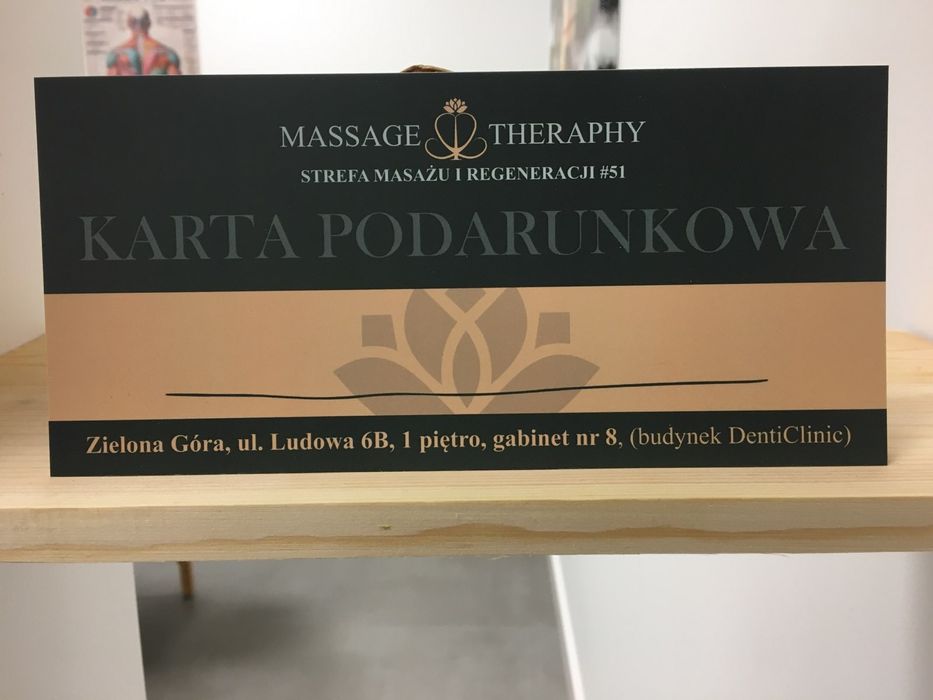 MASSAGE THERAPHY
STREFA MASAŻU I REGENERACJI #51
KARTA PODARUNKOWA
Zielona Góra, ul. Ludowa 6B, 1 piętro, gabinet nr 8, (budynek DentiClinic)